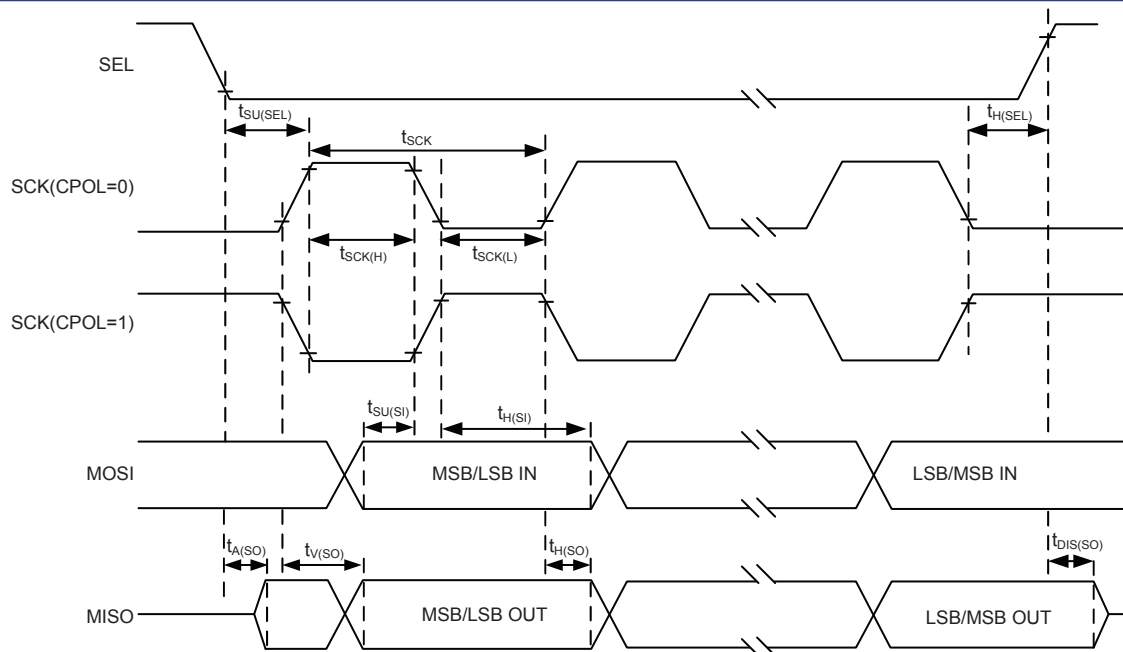 SEL
tSU(SEL)
tH(SEL)
tSCK
SCK(CPOL=0)
tSCK(H)
tSCK(L)
SCK(CPOL=1)
tSU(SI)
tH(SI)
MOSI
MSB/LSB IN
LSB/MSB IN
tA(SO)
tV(SO)
tH(SO)
tDIS(SO)
MISO
MSB/LSB OUT
LSB/MSB OUT